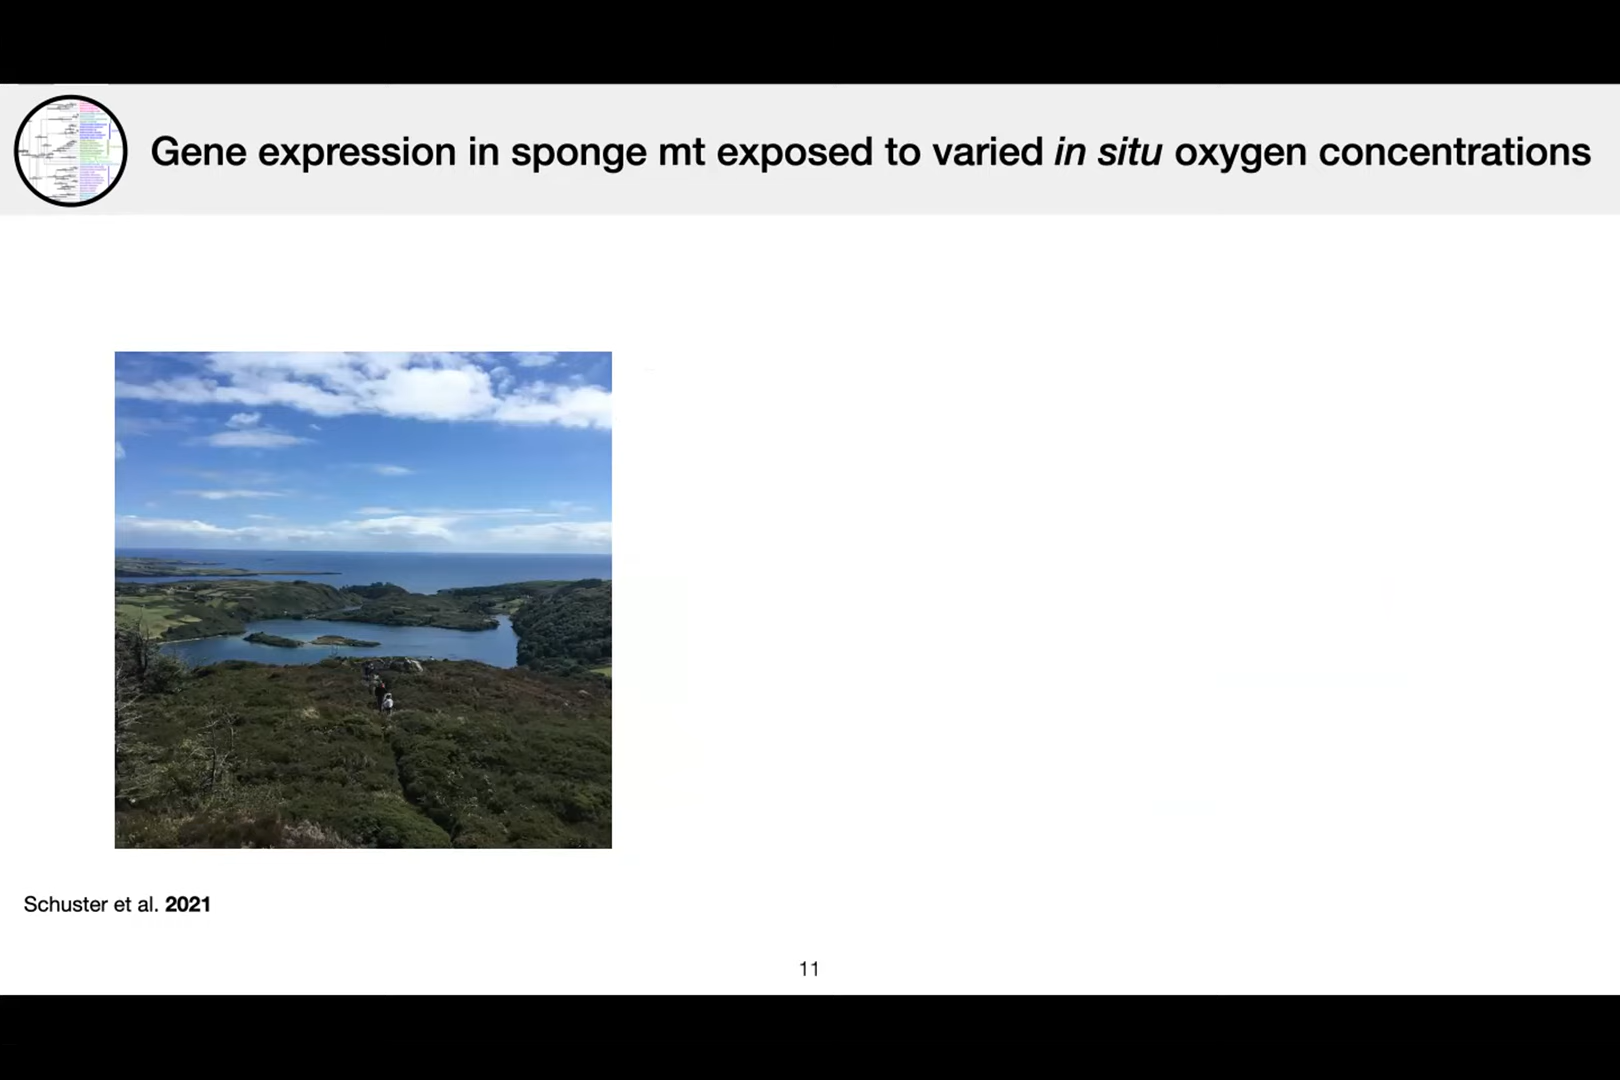 Gene expression in sponge mt exposed to varied in situ oxygen concentrations
Schuster et al. 2021
11